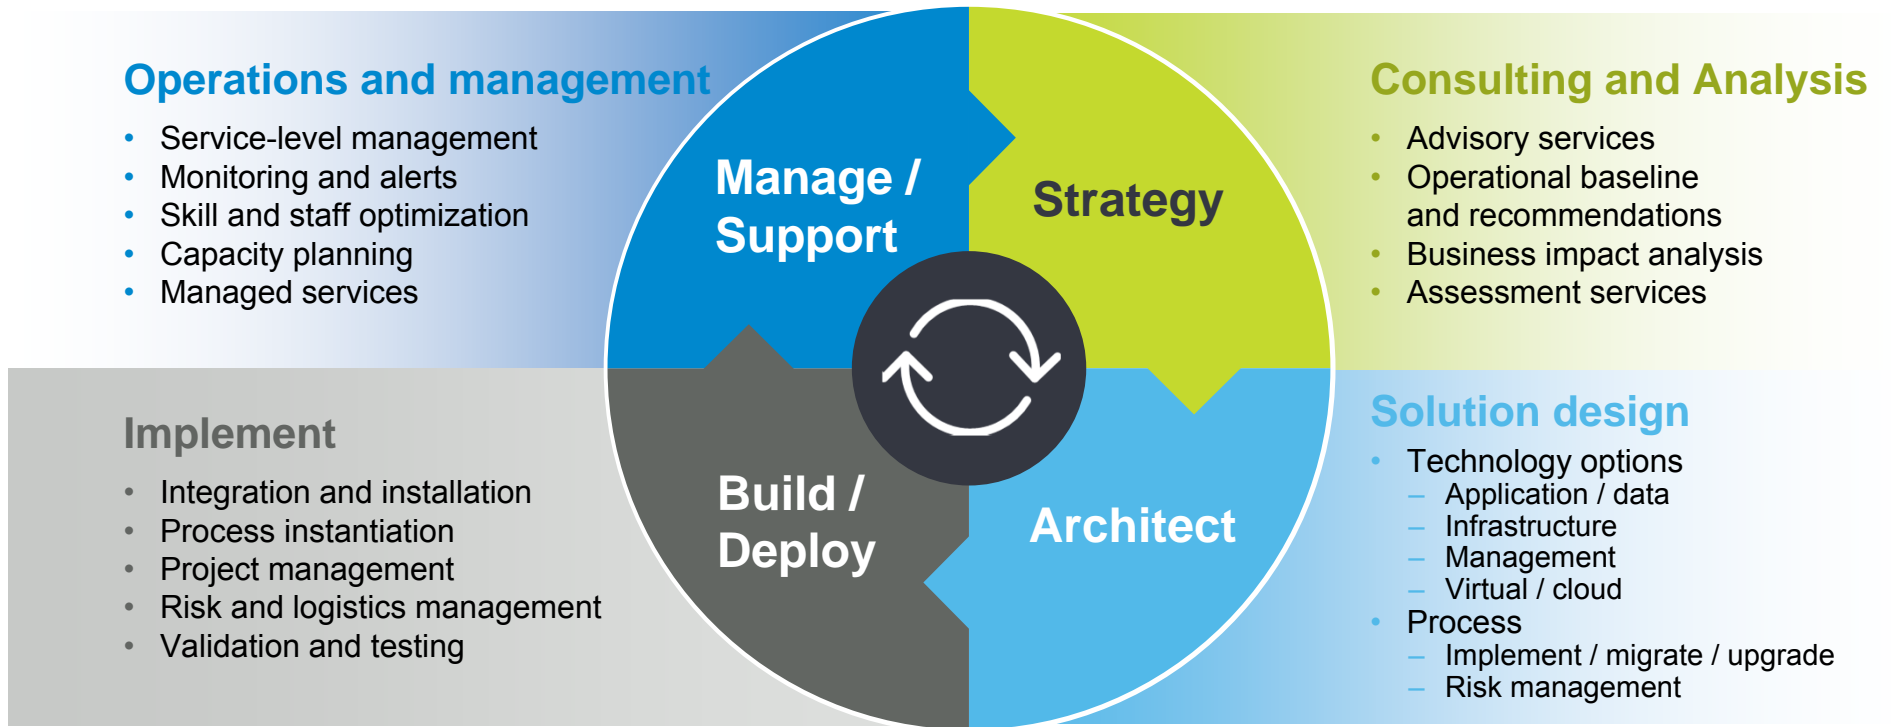 Operations and management
• Service-level management
• Monitoring and alerts
• Skill and staff optimization
• Capacity planning
• Managed services
Manage /
Support
Strategy
Consulting and Analysis
• Advisory services
• Operational baseline
and recommendations
• Business impact analysis
• Assessment services
Implement
• Integration and installation
• Process instantiation
• Project management
• Risk and logistics management
• Validation and testing
Build /
Deploy
Architect
Solution design
• Technology options
– Application / data
– Infrastructure
– Management
– Virtual / cloud
• Process
– Implement / migrate / upgrade
– Risk management